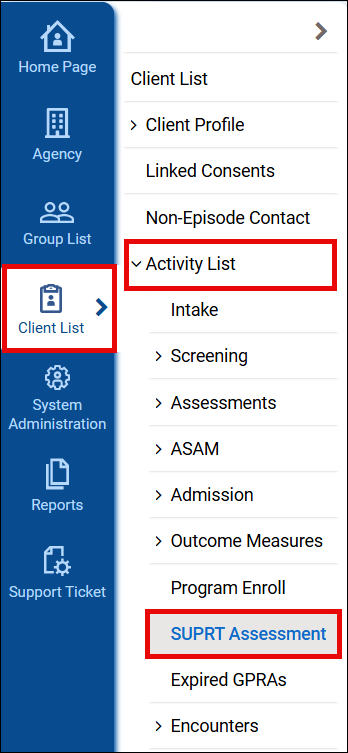 Home Page
Agency
Group List
Client List
System
Administration
Reports
Support Ticket
Client List
Client Profile
Linked Consents
Non-Episode Contact
Activity List
Intake
Screening
Assessments
ASAM
Admission
Outcome Measures
Program Enroll
SUPRT Assessment
Expired GPRAs
Encounters